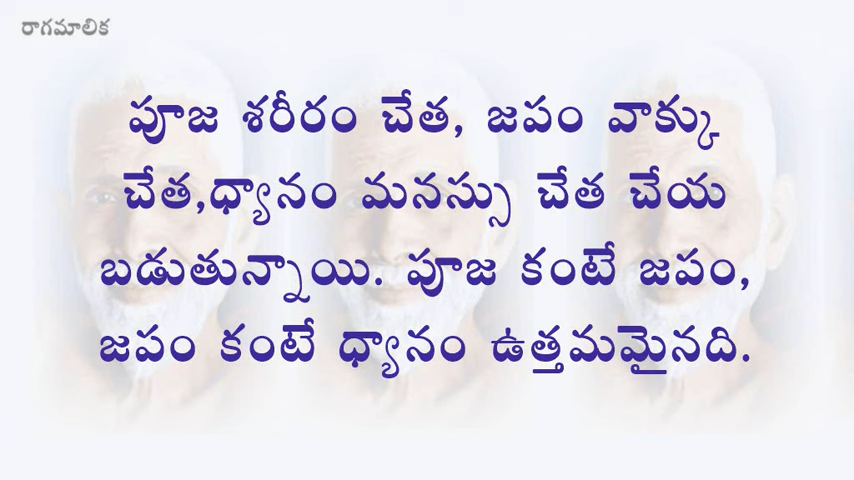 రాగమాలిక
పూజ శరీరం చేత, జపం వాక్కు
చేత,ధ్యానం మనస్సు చేత చేయ
బడుతున్నాయి. పూజ కంటే జపం,
జపం కంటే ధ్యానం ఉత్తమమైనది.